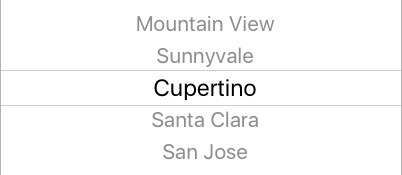 Mountain View
Sunnyvale
Cupertino
Santa Clara
San Jose